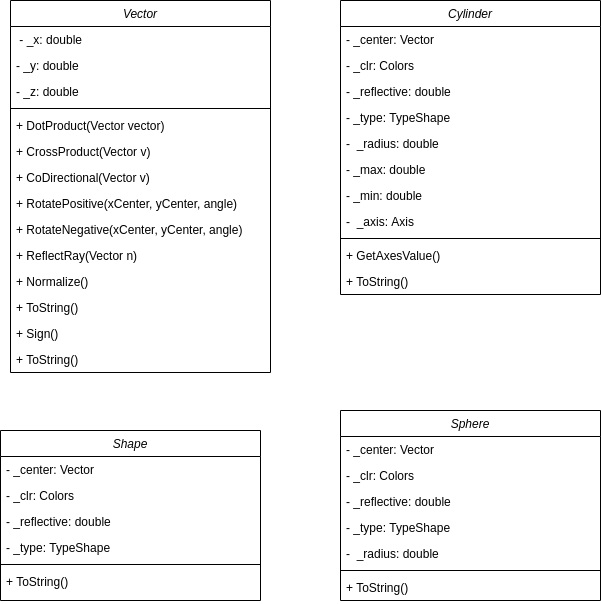 Vector
- _x: double
- _y: double
- _z: double
+ DotProduct(Vector vector)
+ CrossProduct(Vector v)
+ CoDirectional(Vector v)
+ RotatePositive(xCenter, yCenter, angle)
+ RotateNegative(xCenter, yCenter, angle)
+ ReflectRay(Vector n)
+ Normalize()
+ ToString()
+ Sign()
+ ToString()
Cylinder
- _center: Vector
- _clr: Colors
- _reflective: double
- _type: TypeShape
- _radius: double
- _max: double
- _min: double
- _axis: Axis
+ GetAxesValue()
+ ToString()
Shape
- _center: Vector
- _clr: Colors
- _reflective: double
- _type: TypeShape
+ ToString()
Sphere
- _center: Vector
- _clr: Colors
- _reflective: double
- _type: TypeShape
- _radius: double
+ ToString()